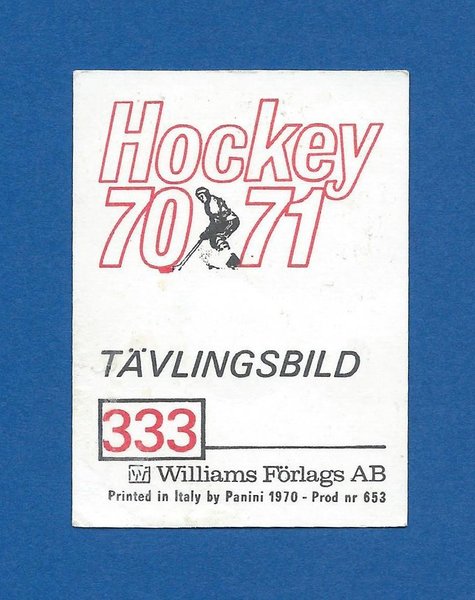 Hockey
70 71
TÄVLINGSBILD
333
W Williams Förlags AB
Printed in Italy by Panini 1970 - Prod nr 653